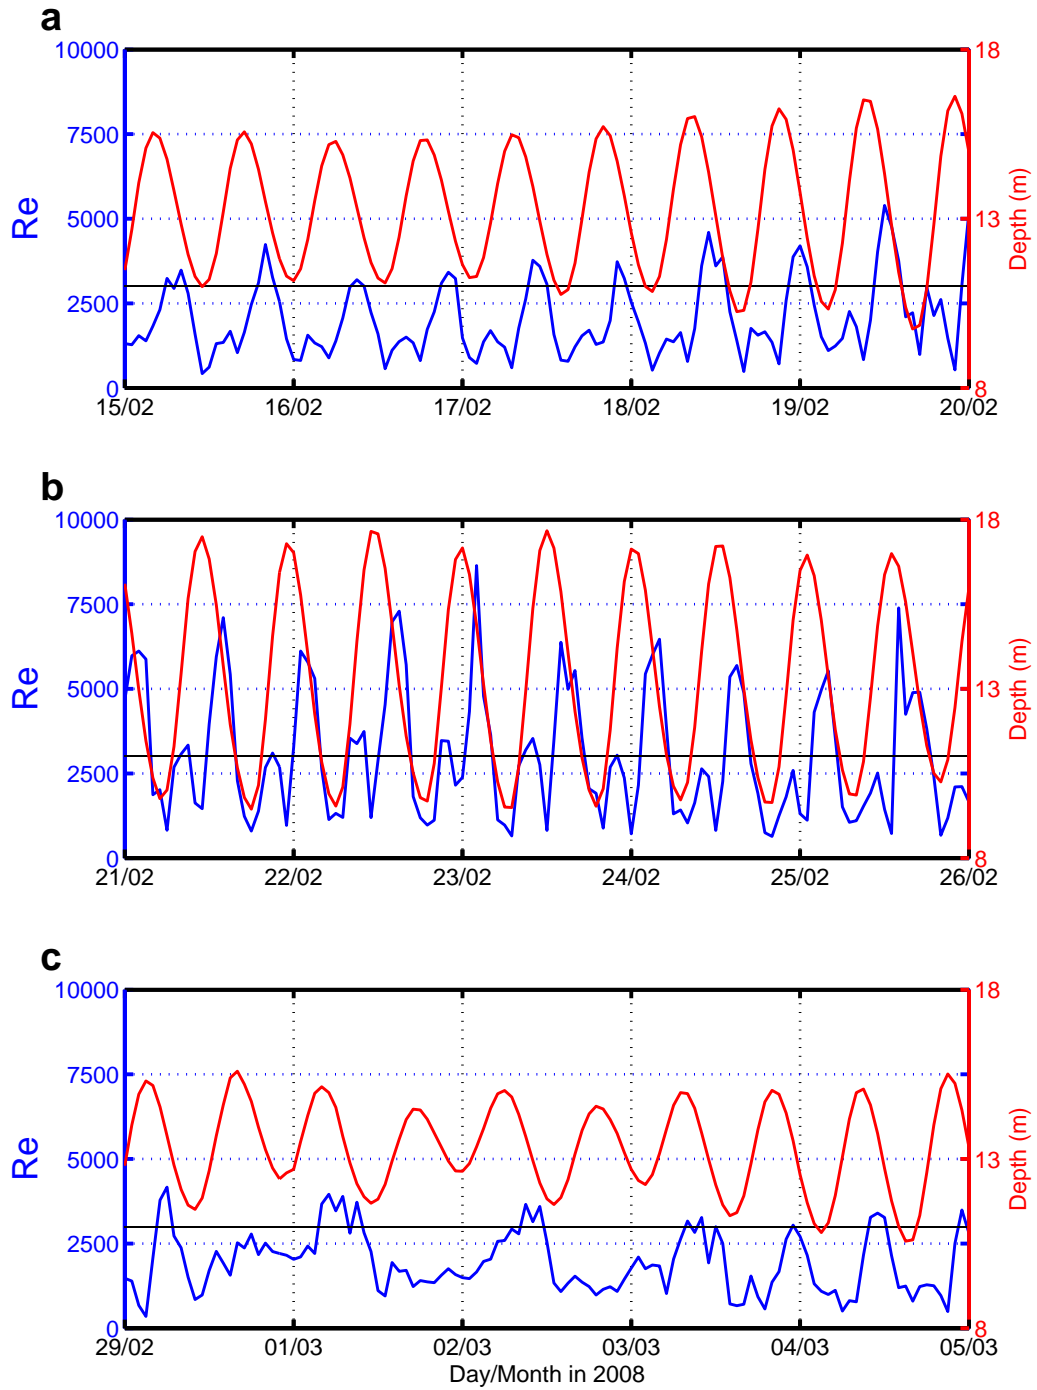 a
10000 18
7500
Re 5000 13 Depth (m)
2500
0 8
15/02 16/02 17/02 18/02 19/02 20/02
b
10000 18
7500
Re 5000 13 Depth (m)
2500
0 8
21/02 22/02 23/02 24/02 25/02 26/02
c
10000 18
7500
Re 5000 13 Depth (m)
2500
0 8
29/02 01/03 02/03 03/03 04/03 05/03
Day/Month in 2008